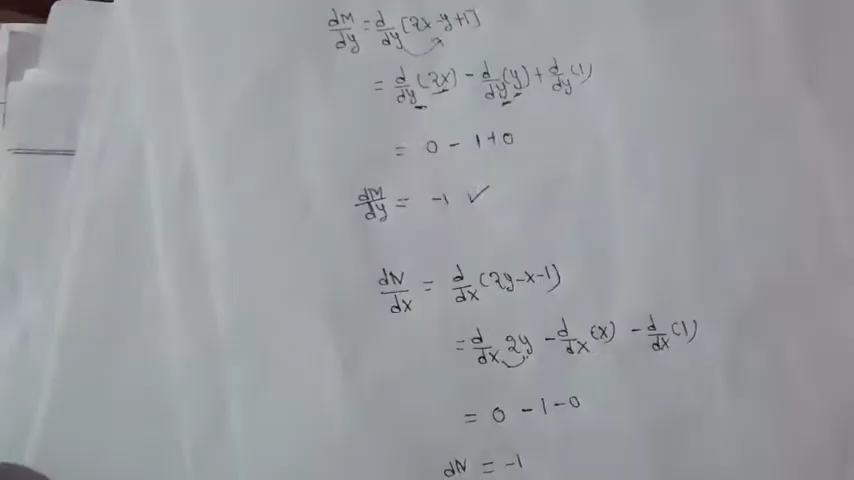 dM/dy = d/dy [2x-y+1]
= d/dy (2x) - d/dy (y) + d/dy (1)
= 0 - 1 + 0
dM/dy = -1 ✓
dN/dx = d/dx (2y-x-1)
= d/dx 2y - d/dx (x) - d/dx (1)
= 0 - 1 - 0
dN = -1